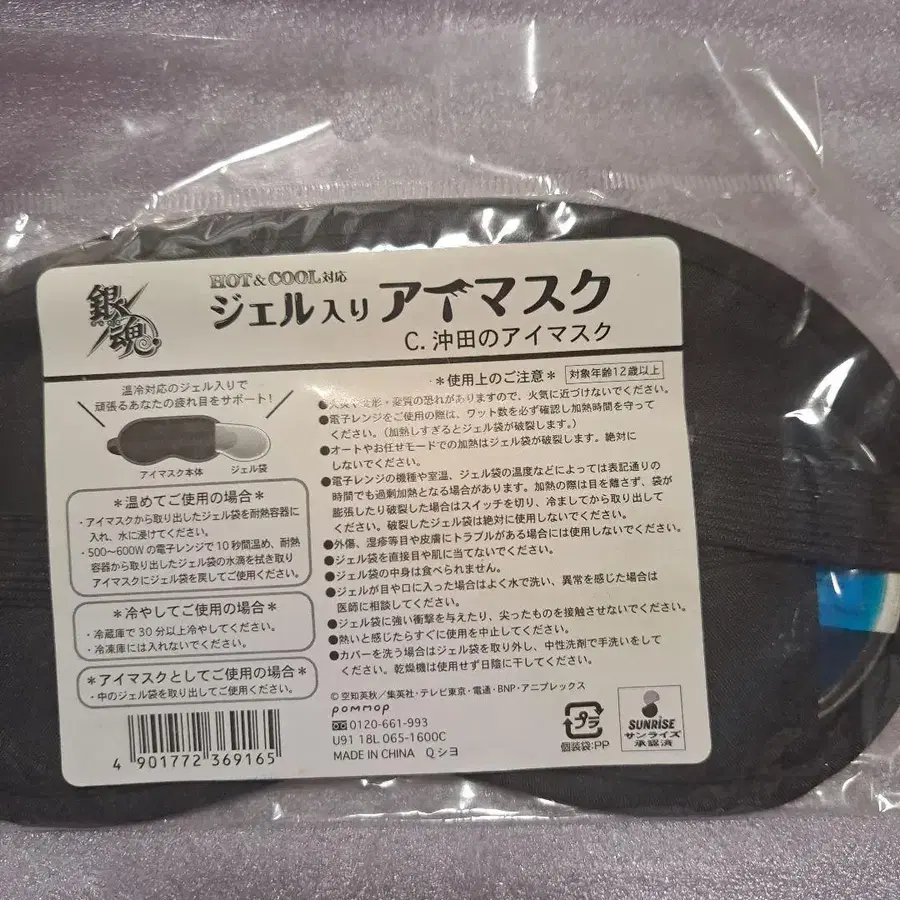 銀魂
HOT&COOL対応
ジェル入りアイマスク
C. 沖田のアイマスク
温冷対応のジェル入りで
頑張るあなたの疲れ目をサポート!
アイマスク本体
ジェル袋
＊温めてご使用の場合＊
・アイマスクから取り出したジェル袋を耐熱容器に
入れ、水に浸けてください。
・500〜600Wの電子レンジで10秒間温め、耐熱
容器から取り出したジェル袋の水滴を拭き取り
アイマスクにジェル袋を戻してご使用ください。
＊冷やしてご使用の場合＊
・冷蔵庫で30分以上冷やしてください。
・冷凍庫には入れないでください。
＊アイマスクとしてご使用の場合＊
・中のジェル袋を取り出してご使用ください。
4 901772 369165
＊使用上のご注意＊ 対象年齢12歳以上
●火災や変形・変質の恐れがありますので、火気に近づけないでください。
●電子レンジをご使用の際は、ワット数を必ず確認し加熱時間を守って
ください。(加熱しすぎるとジェル袋が破裂します。)
●オートやお任せモードでの加熱はジェル袋が破裂します。絶対に
しないでください。
●電子レンジの機種や室温、ジェル袋の温度などによっては表記通りの
時間でも過剰加熱となる場合があります。加熱の際は目を離さず、袋が
膨張したり破裂した場合はスイッチを切り、冷ましてから取り出して
ください。破裂したジェル袋は絶対に使用しないでください。
●外傷、湿疹等目や皮膚にトラブルがある場合には使用しないでください。
●ジェル袋を直接目や肌に当てないでください。
●ジェル袋の中身は食べられません。
●ジェルが目や口に入った場合はよく水で洗い、異常を感じた場合は
医師に相談してください。
●ジェル袋に強い衝撃を与えたり、尖ったものを接触させないでください。
●熱いと感じたらすぐに使用を中止してください。
●カバーを洗う場合はジェル袋を取り外し、中性洗剤で手洗いをして
ください。乾燥機は使用せず日陰に干してください。
© 空知英秋／集英社・テレビ東京・電通・BNP・アニプレックス
pommop
0120-661-993
U91 18L 065-1600C
MADE IN CHINA Qシヨ
プラ
個装袋:PP
SUNRISE
サンライズ
承認済